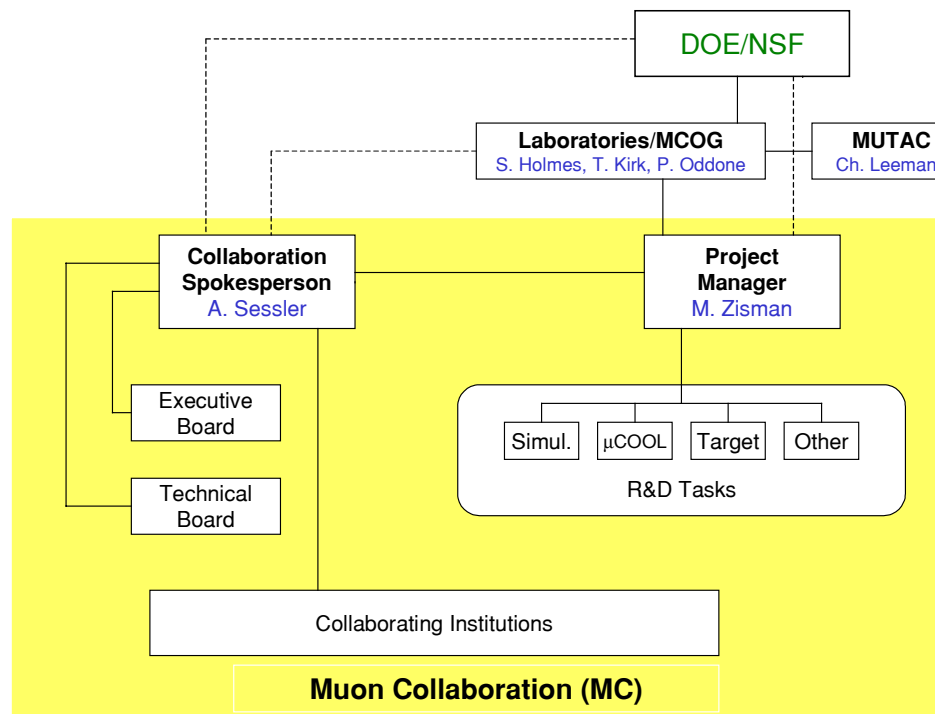 DOE/NSF
Laboratories/MCOG
S. Holmes, T. Kirk, P. Oddone
MUTAC
Ch. Leeman
Collaboration
Spokesperson
A. Sessler
Project
Manager
M. Zisman
Executive
Board
Simul.
µCOOL
Target
Other
R&D Tasks
Technical
Board
Collaborating Institutions
Muon Collaboration (MC)